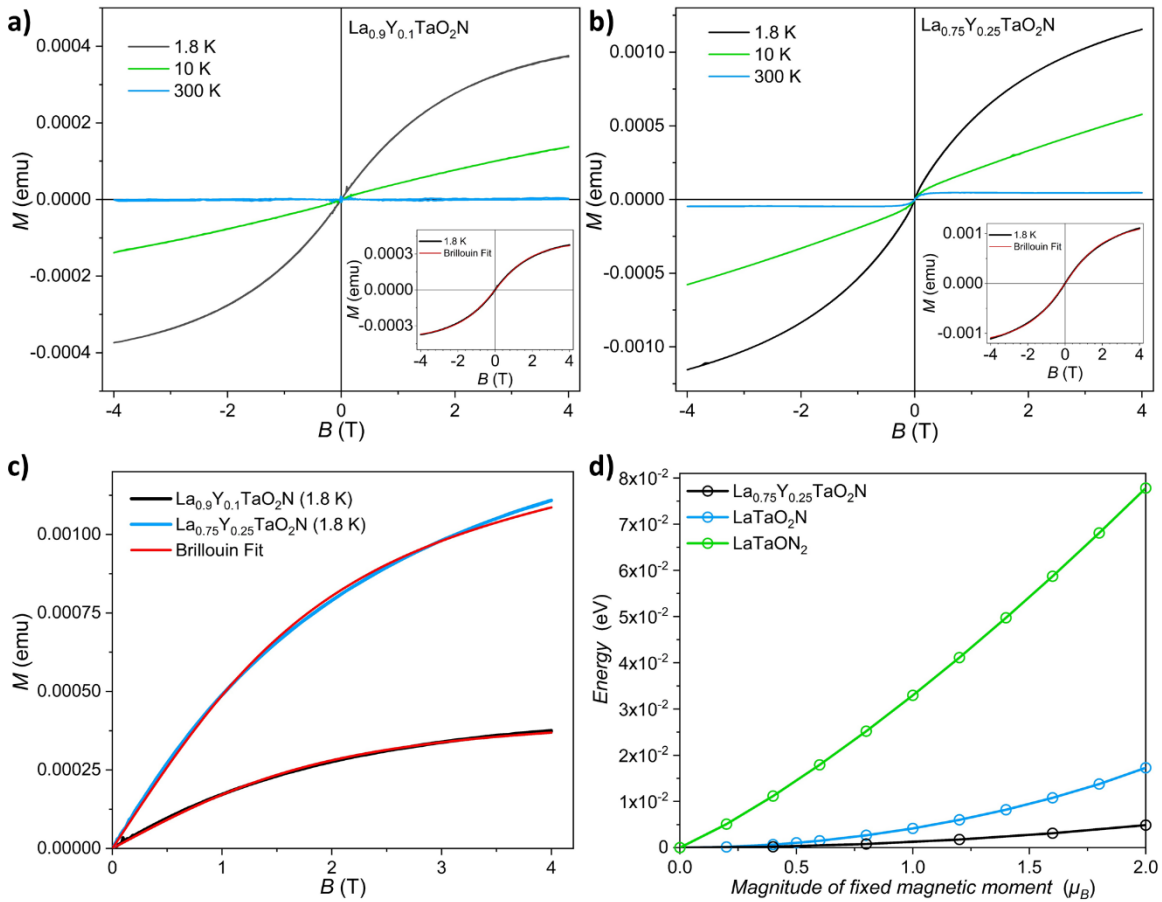 a)
La0.9Y0.1TaO2N
1.8 K
10 K
300 K
0.0004
0.0002
0.0000
-0.0002
-0.0004
M (emu)
-4
-2
0
2
4
B (T)
1.8 K
Brillouin Fit
0.0003
0.0000
-0.0003
M (emu)
-4
-2
0
2
4
B (T)
b)
La0.75Y0.25TaO2N
1.8 K
10 K
300 K
0.0010
0.0005
0.0000
-0.0005
-0.0010
M (emu)
-4
-2
0
2
4
B (T)
1.8 K
Brillouin Fit
0.001
0.000
-0.001
M (emu)
-4
-2
0
2
4
B (T)
c)
La0.9Y0.1TaO2N (1.8 K)
La0.75Y0.25TaO2N (1.8 K)
Brillouin Fit
0.00100
0.00075
0.00050
0.00025
0.00000
M (emu)
0
1
2
3
4
B (T)
d)
La0.75Y0.25TaO2N
LaTaO2N
LaTaON2
8x10-2
7x10-2
6x10-2
5x10-2
4x10-2
3x10-2
2x10-2
1x10-2
0
Energy (eV)
0.0
0.5
1.0
1.5
2.0
Magnitude of fixed magnetic moment (μB)